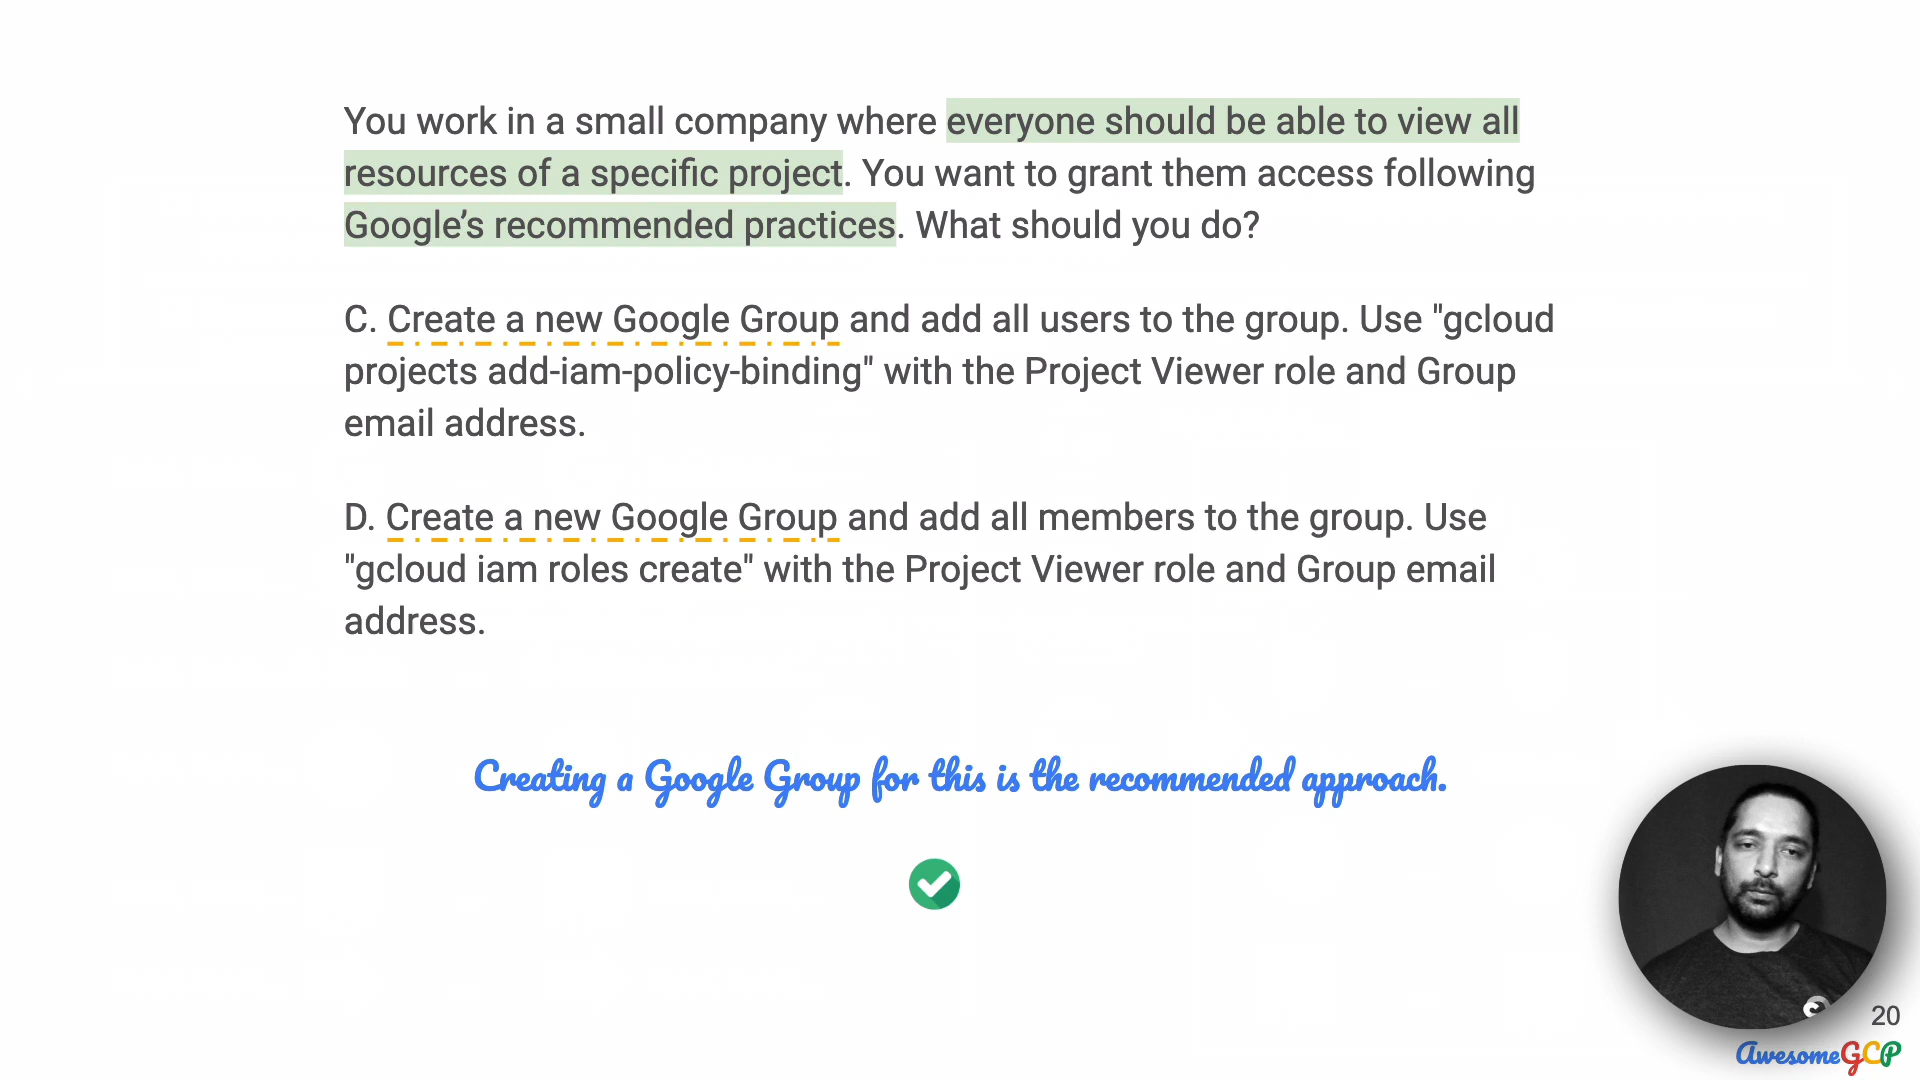 You work in a small company where everyone should be able to view all
resources of a specific project. You want to grant them access following
Google’s recommended practices. What should you do?
C. Create a new Google Group and add all users to the group. Use "gcloud
projects add-iam-policy-binding" with the Project Viewer role and Group
email address.
D. Create a new Google Group and add all members to the group. Use
"gcloud iam roles create" with the Project Viewer role and Group email
address.
Creating a Google Group for this is the recommended approach.
20
AwesomeGCP